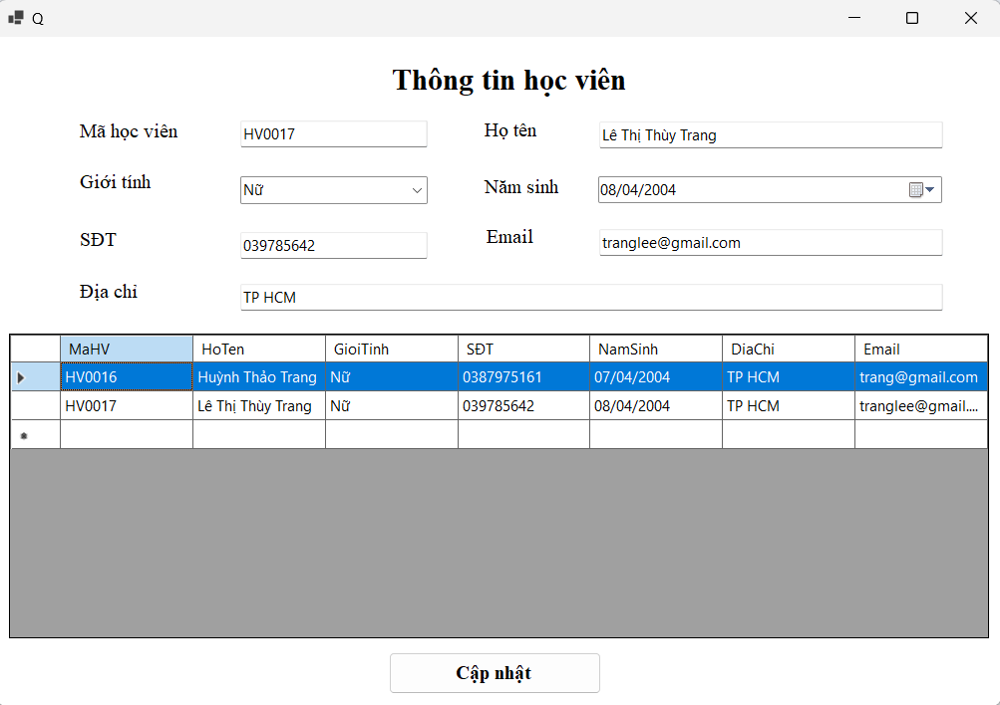 Q
Thông tin học viên
Mã học viên HV0017 Họ tên Lê Thị Thùy Trang
Giới tính Nữ Năm sinh 08/04/2004
SĐT 039785642 Email tranglee@gmail.com
Địa chỉ TP HCM
MaHV HoTen GioiTinh SĐT NamSinh DiaChi Email
HV0016 Huỳnh Thảo Trang Nữ 0387975161 07/04/2004 TP HCM trang@gmail.com
HV0017 Lê Thị Thùy Trang Nữ 039785642 08/04/2004 TP HCM tranglee@gmail....
Cập nhật